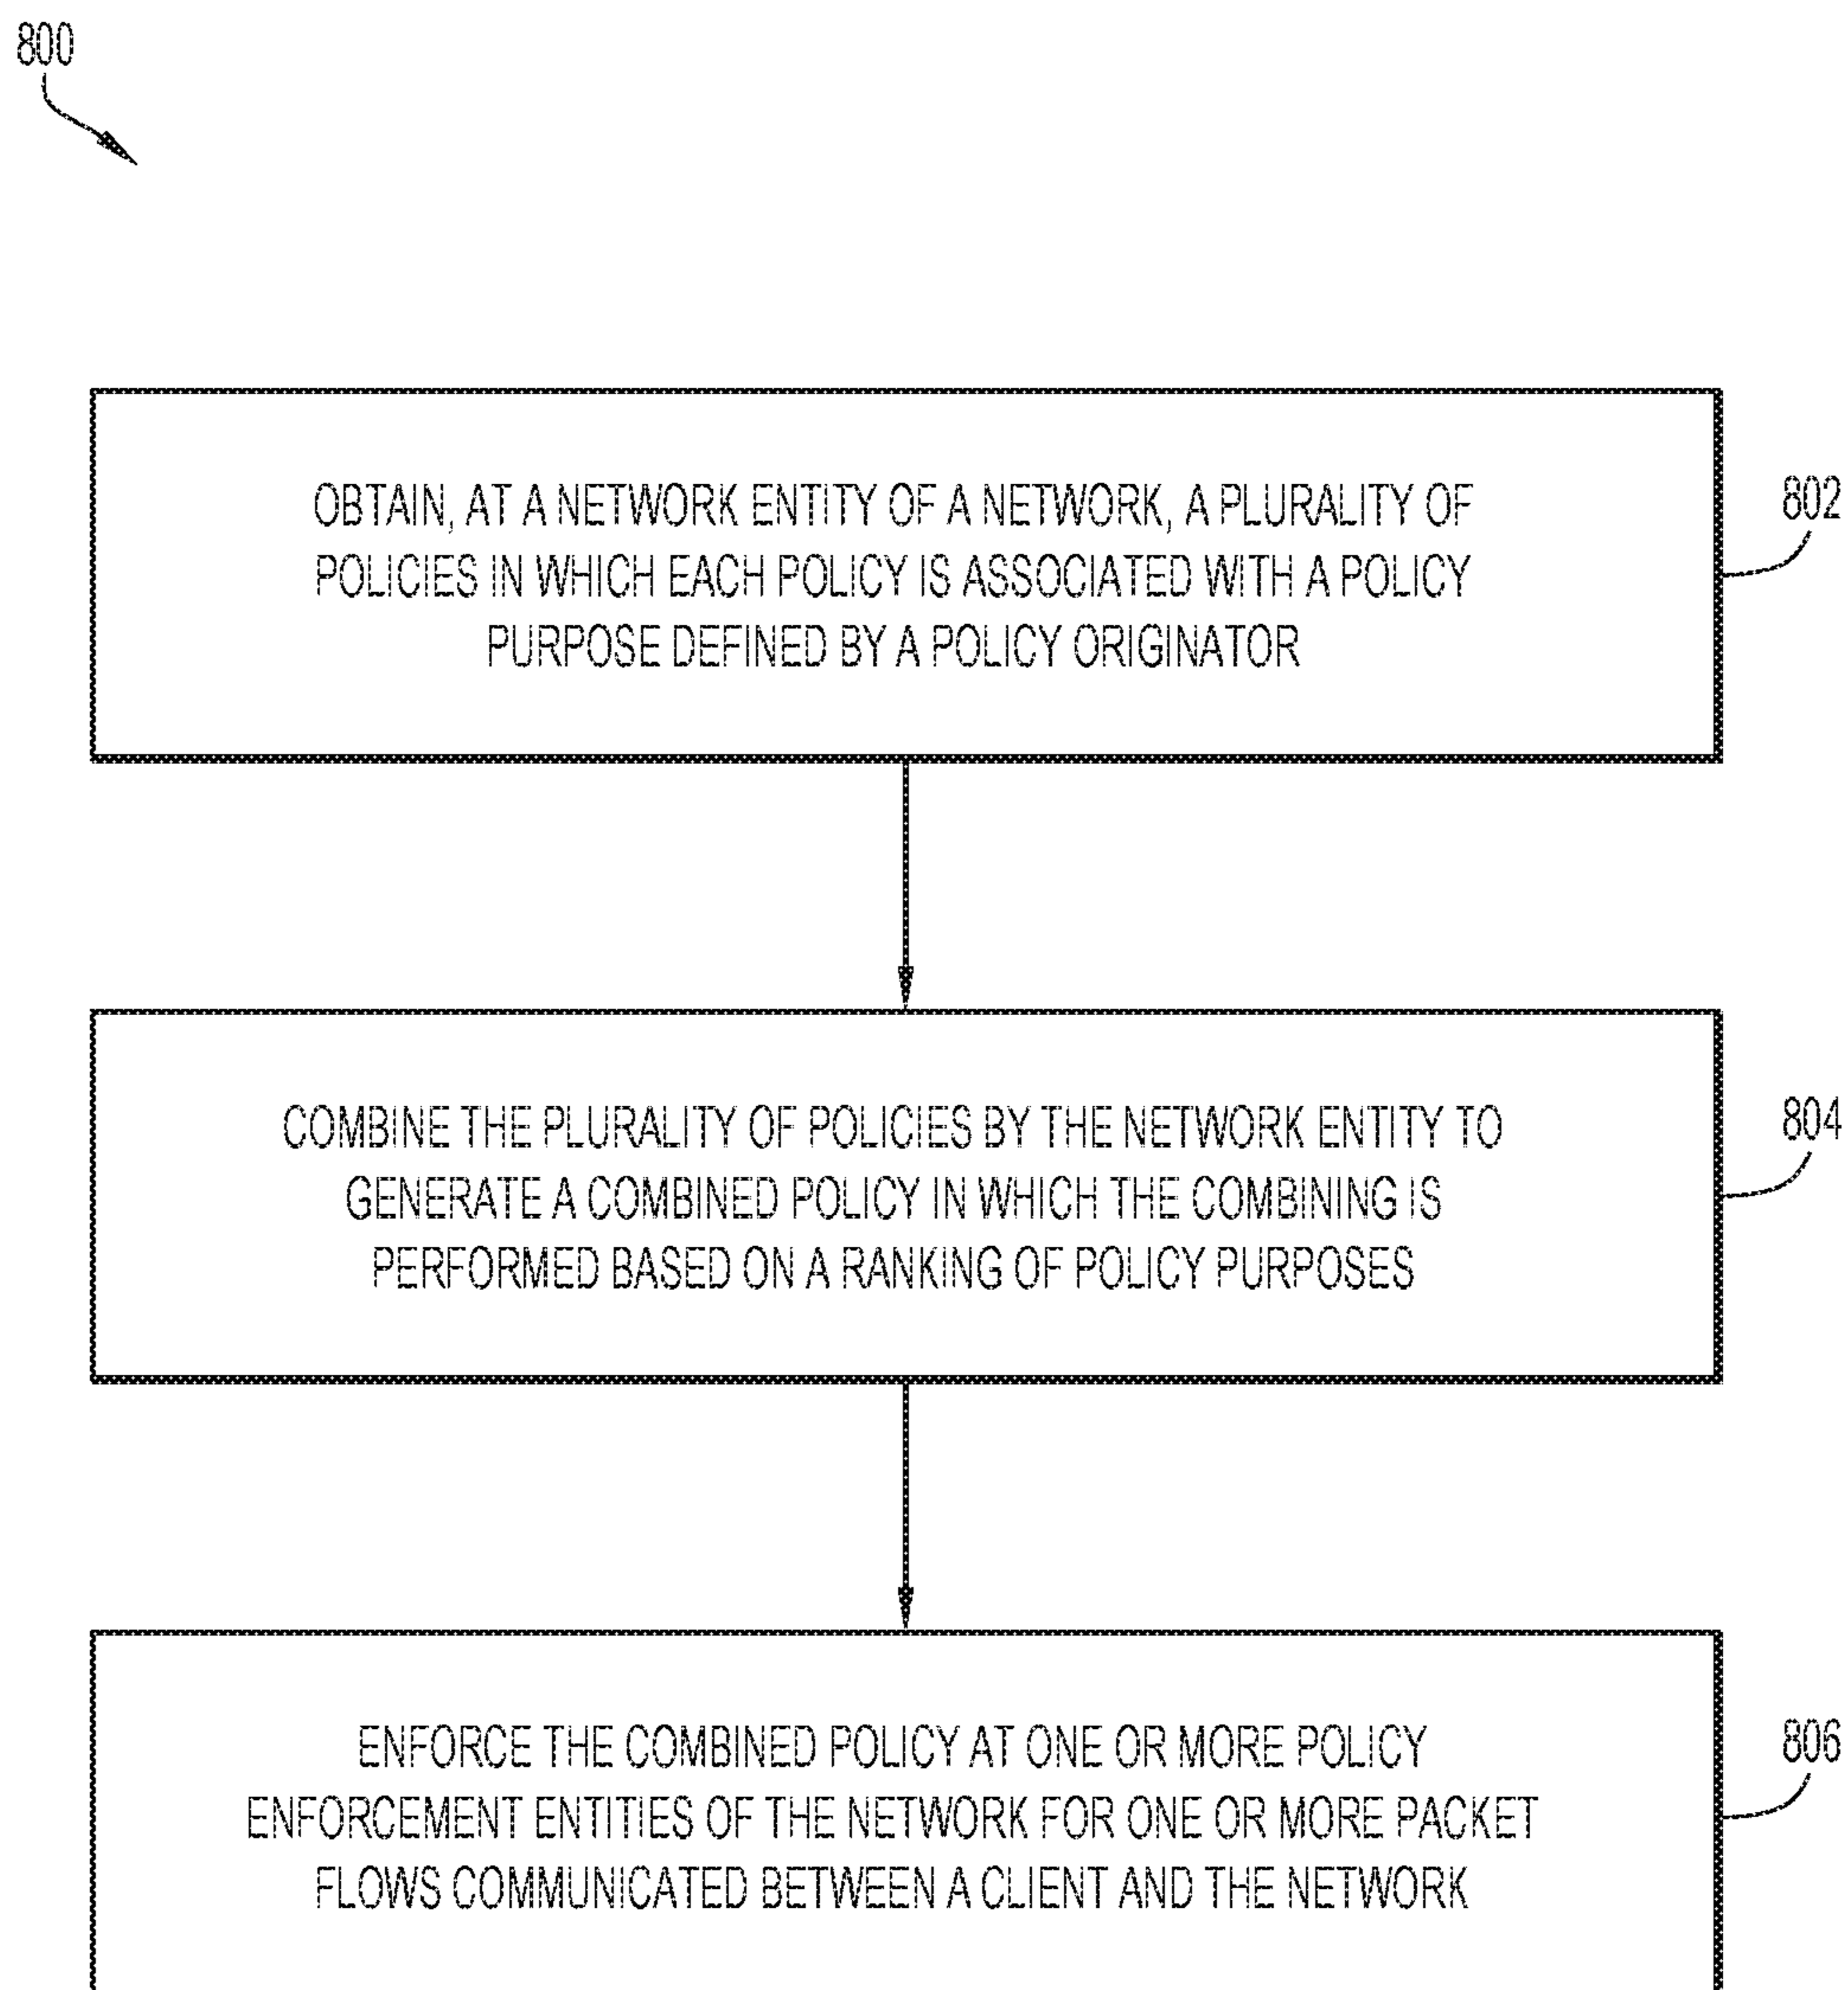 800
OBTAIN, AT A NETWORK ENTITY OF A NETWORK, A PLURALITY OF
POLICIES IN WHICH EACH POLICY IS ASSOCIATED WITH A POLICY
PURPOSE DEFINED BY A POLICY ORIGINATOR
802
COMBINE THE PLURALITY OF POLICIES BY THE NETWORK ENTITY TO
GENERATE A COMBINED POLICY IN WHICH THE COMBINING IS
PERFORMED BASED ON A RANKING OF POLICY PURPOSES
804
ENFORCE THE COMBINED POLICY AT ONE OR MORE POLICY
ENFORCEMENT ENTITIES OF THE NETWORK FOR ONE OR MORE PACKET
FLOWS COMMUNICATED BETWEEN A CLIENT AND THE NETWORK
806